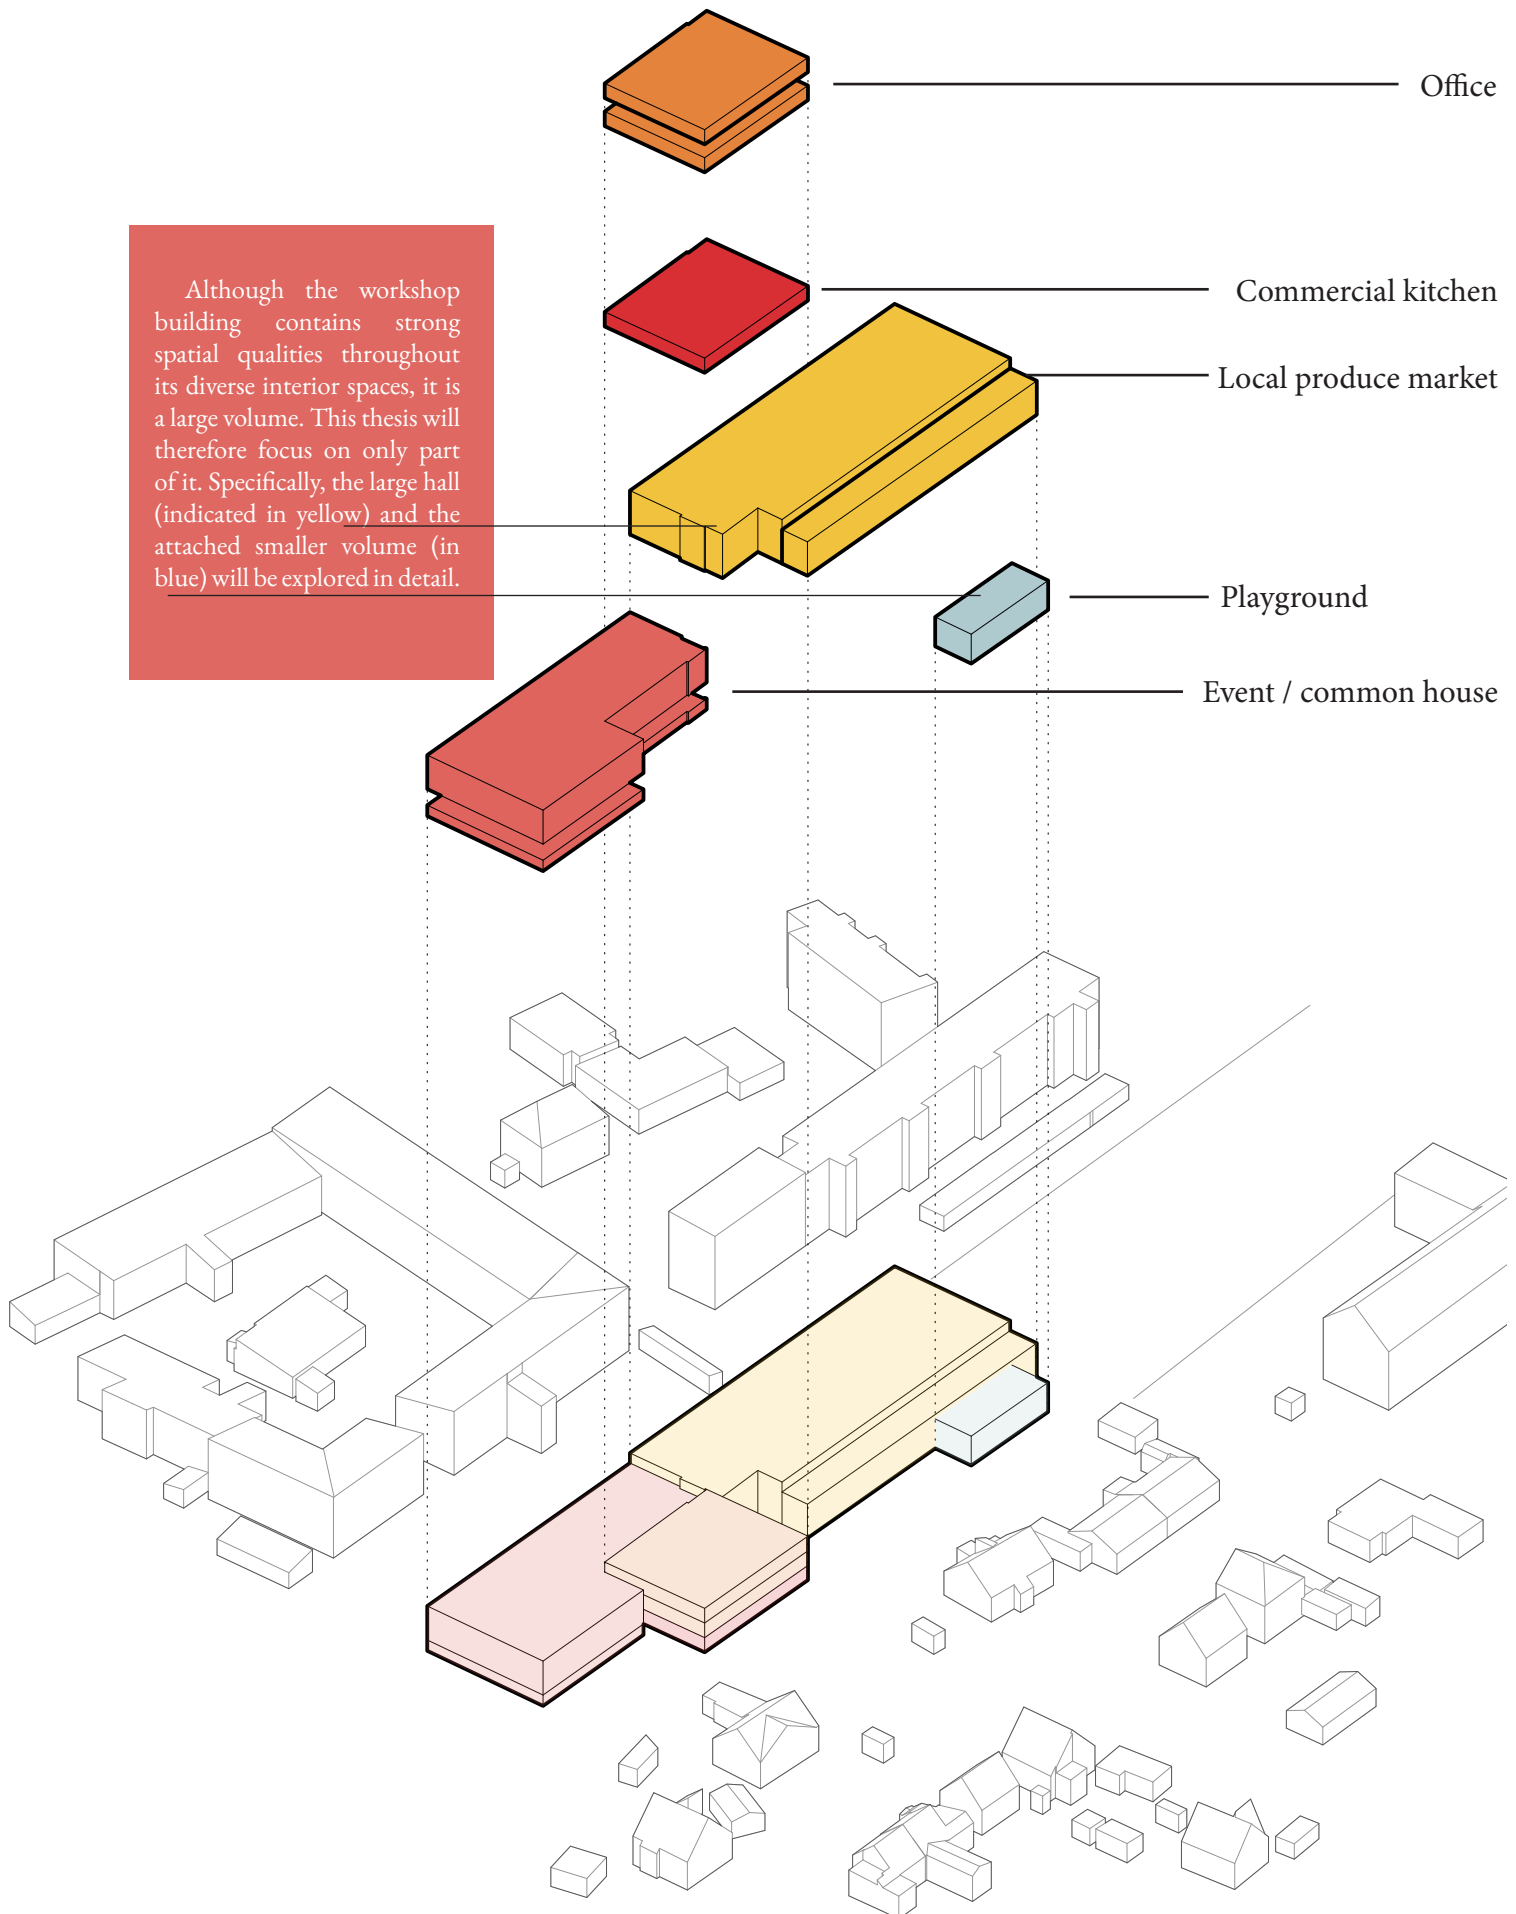 Office
Commercial kitchen
Local produce market
Although the workshop
building contains strong
spatial qualities throughout
its diverse interior spaces, it is
a large volume. This thesis will
therefore focus on only part
of it. Specifically, the large hall
(indicated in yellow) and the
attached smaller volume (in
blue) will be explored in detail.
Playground
Event / common house